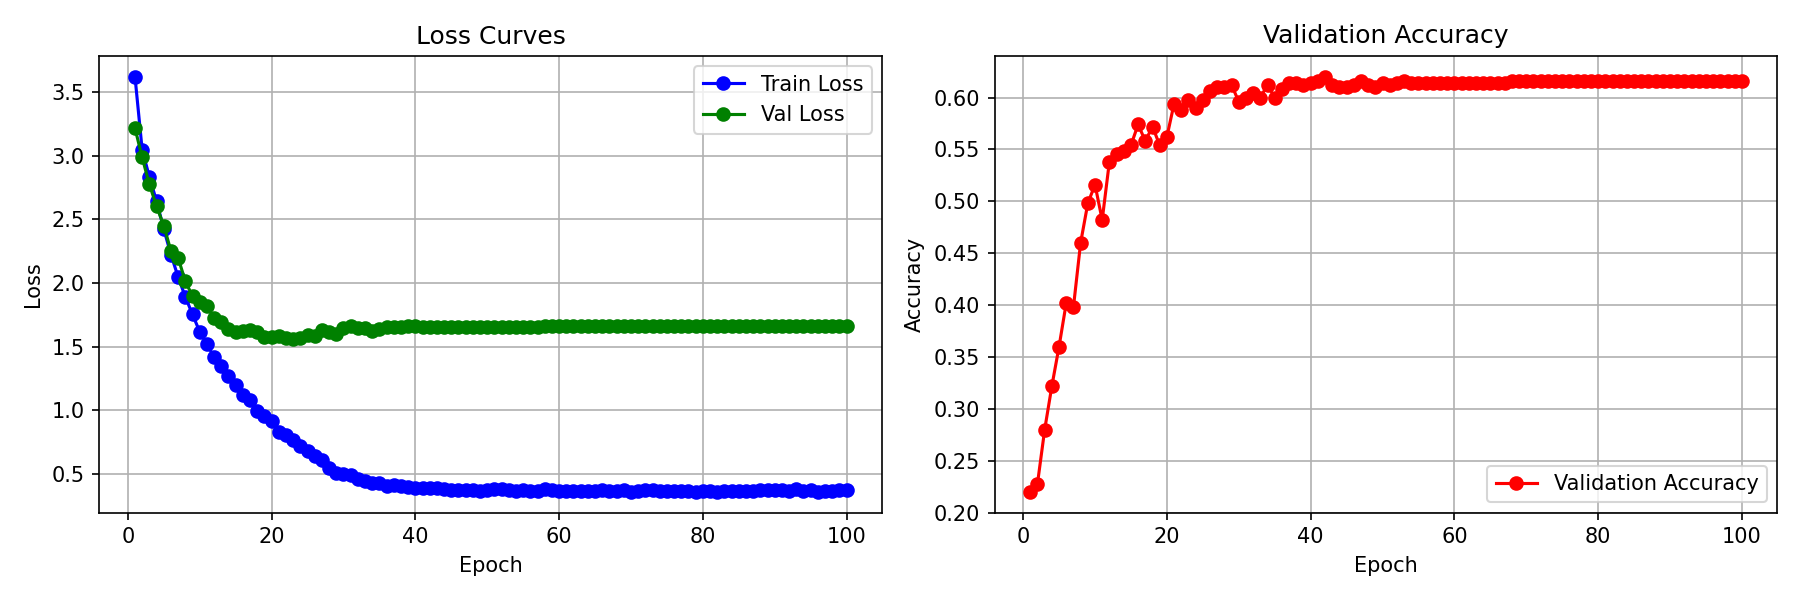 Loss Curves
3.5
3.0
2.5
2.0
1.5
1.0
0.5
Loss
Train Loss
Val Loss
0 20 40 60 80 100
Epoch
Validation Accuracy
0.60
0.55
0.50
0.45
0.40
0.35
0.30
0.25
0.20
Accuracy
Validation Accuracy
0 20 40 60 80 100
Epoch